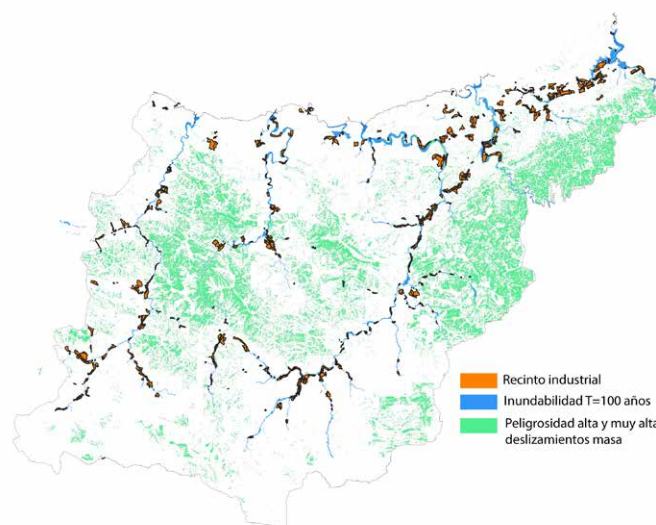 Recinto industrial
Inundabilidad T=100 años
Peligrosidad alta y muy alta
deslizamientos masa